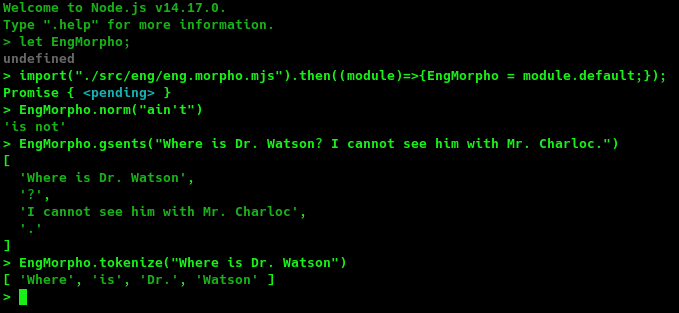 Welcome to Node.js v14.17.0.
Type ".help" for more information.
> let EngMorpho;
undefined
> import("./src/eng/eng.morpho.mjs").then((module)=>{EngMorpho = module.default;});
Promise { <pending> }
> EngMorpho.norm("ain't")
'is not'
> EngMorpho.gsents("Where is Dr. Watson? I cannot see him with Mr. Charloc.")
[
  'Where is Dr. Watson',
  '?',
  'I cannot see him with Mr. Charloc',
  '.'
]
> EngMorpho.tokenize("Where is Dr. Watson")
[ 'Where', 'is', 'Dr.', 'Watson' ]
>